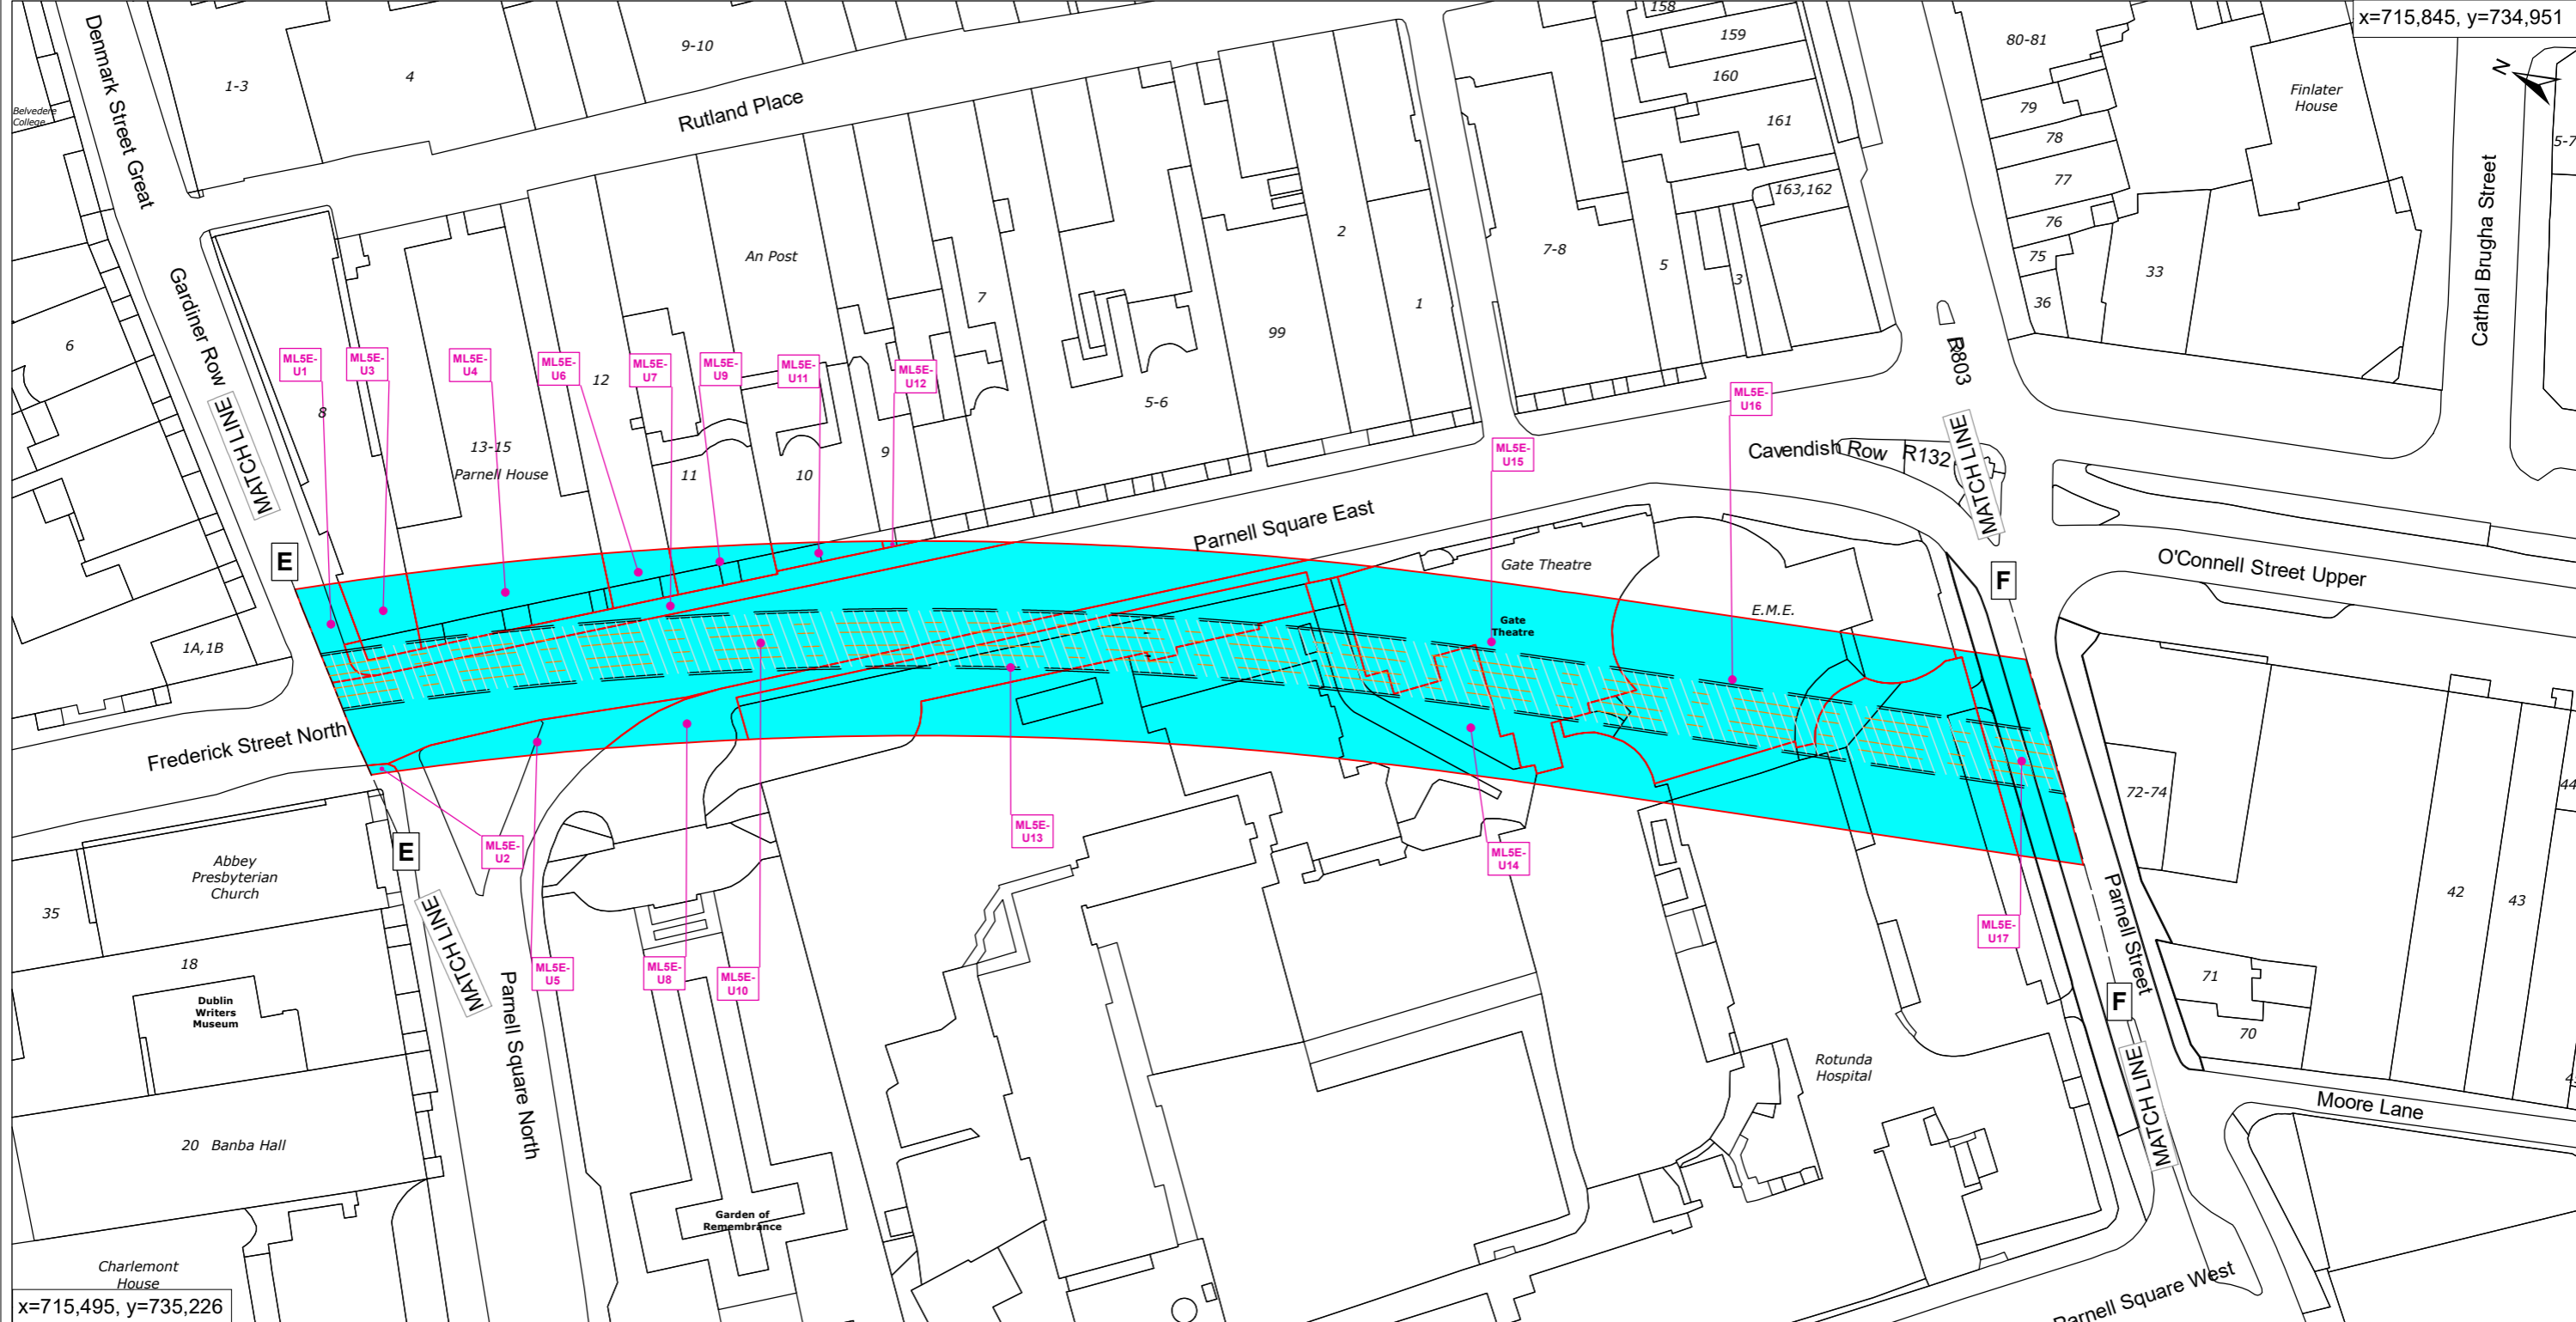 x=715,845, y=734,951
N
Denmark Street Great
Belvedere
College
1-3
4
9-10
Rutland Place
158
159
160
161
163,162
80-81
79
78
77
76
75
36
33
Finlater
House
5-7
Cathal Brugha Street
Gardiner Row
MATCH LINE
6
8
1A,1B
13-15
Parnell House
12
An Post
11
10
9
7
5-6
99
2
1
7-8
5
3
R803
ML5E-
U1
ML5E-
U3
ML5E-
U4
ML5E-
U6
ML5E-
U7
ML5E-
U9
ML5E-
U11
ML5E-
U12
ML5E-
U15
ML5E-
U16
Cavendish Row R132
MATCH LINE
Parnell Square East
Gate Theatre
Gate
Theatre
E.M.E.
O'Connell Street Upper
E
F
Frederick Street North
E
MATCH LINE
ML5E-
U2
ML5E-
U5
ML5E-
U8
ML5E-
U10
ML5E-
U13
ML5E-
U14
ML5E-
U17
Abbey
Presbyterian
Church
35
18
Dublin
Writers
Museum
20 Banba Hall
Charlemont
House
Parnell Square North
Garden of
Remembrance
Rotunda
Hospital
Parnell Street
F
MATCH LINE
72-74
71
70
42
43
44
Moore Lane
Parnell Square West
x=715,495, y=735,226